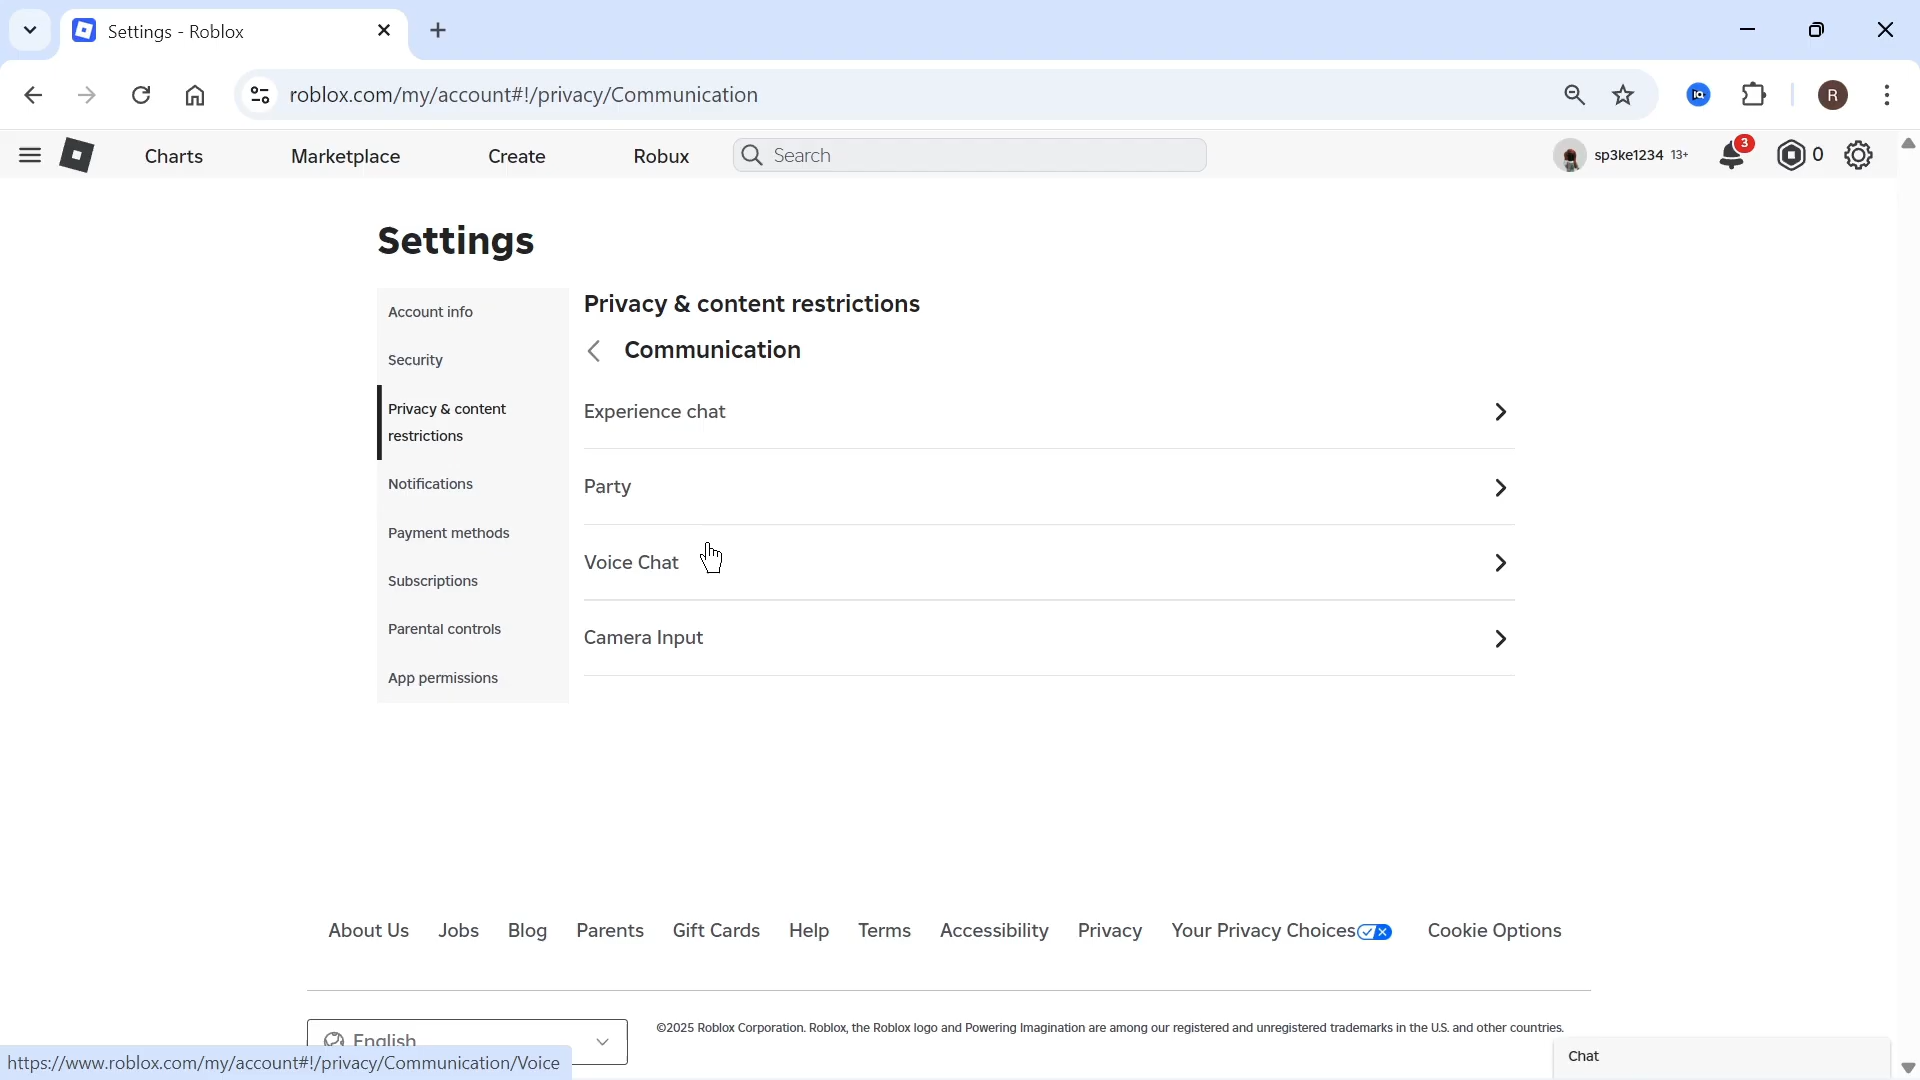 Settings - Roblox
roblox.com/my/account#!/privacy/Communication
R
Charts
Marketplace
Create
Robux
Search
sp3ke1234 13+
3
0
Settings
Account info
Security
Privacy & content
restrictions
Notifications
Payment methods
Subscriptions
Parental controls
App permissions
Privacy & content restrictions
Communication
Experience chat
Party
Voice Chat
Camera Input
About Us
Jobs
Blog
Parents
Gift Cards
Help
Terms
Accessibility
Privacy
Your Privacy Choices
Cookie Options
English
©2025 Roblox Corporation. Roblox, the Roblox logo and Powering Imagination are among our registered and unregistered trademarks in the U.S. and other countries.
Chat
https://www.roblox.com/my/account#!/privacy/Communication/Voice